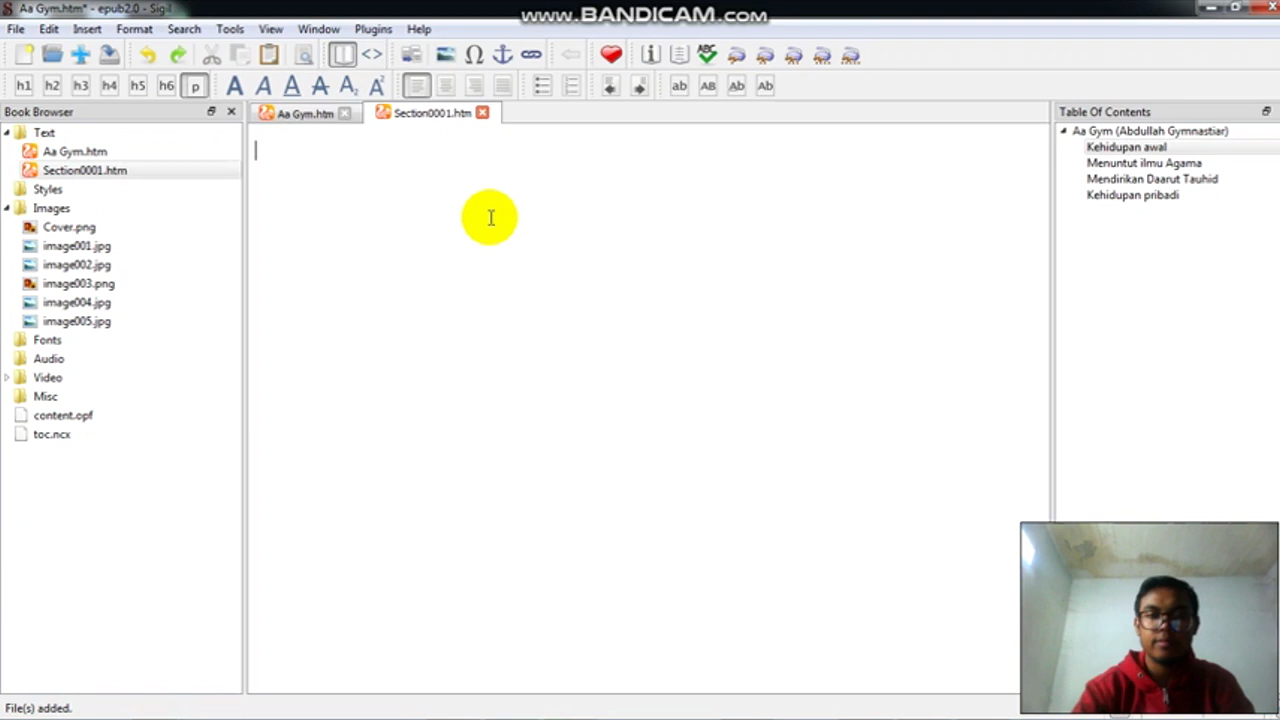 Aa Gym.htm* - epub2.0 - Sigil
www.BANDICAM.com
File Edit Insert Format Search Tools View Window Plugins Help
h1 h2 h3 h4 h5 h6 p A A A A A₂ A² ab AB Ab Ab
ABC
Book Browser
Text
Aa Gym.htm
Section0001.htm
Styles
Images
Cover.png
image001.jpg
image002.jpg
image003.png
image004.jpg
image005.jpg
Fonts
Audio
Video
Misc
content.opf
toc.ncx
Aa Gym.htm
Section0001.htm
Table Of Contents
Aa Gym (Abdullah Gymnastiar)
Kehidupan awal
Menuntut ilmu Agama
Mendirikan Daarut Tauhid
Kehidupan pribadi
File(s) added.